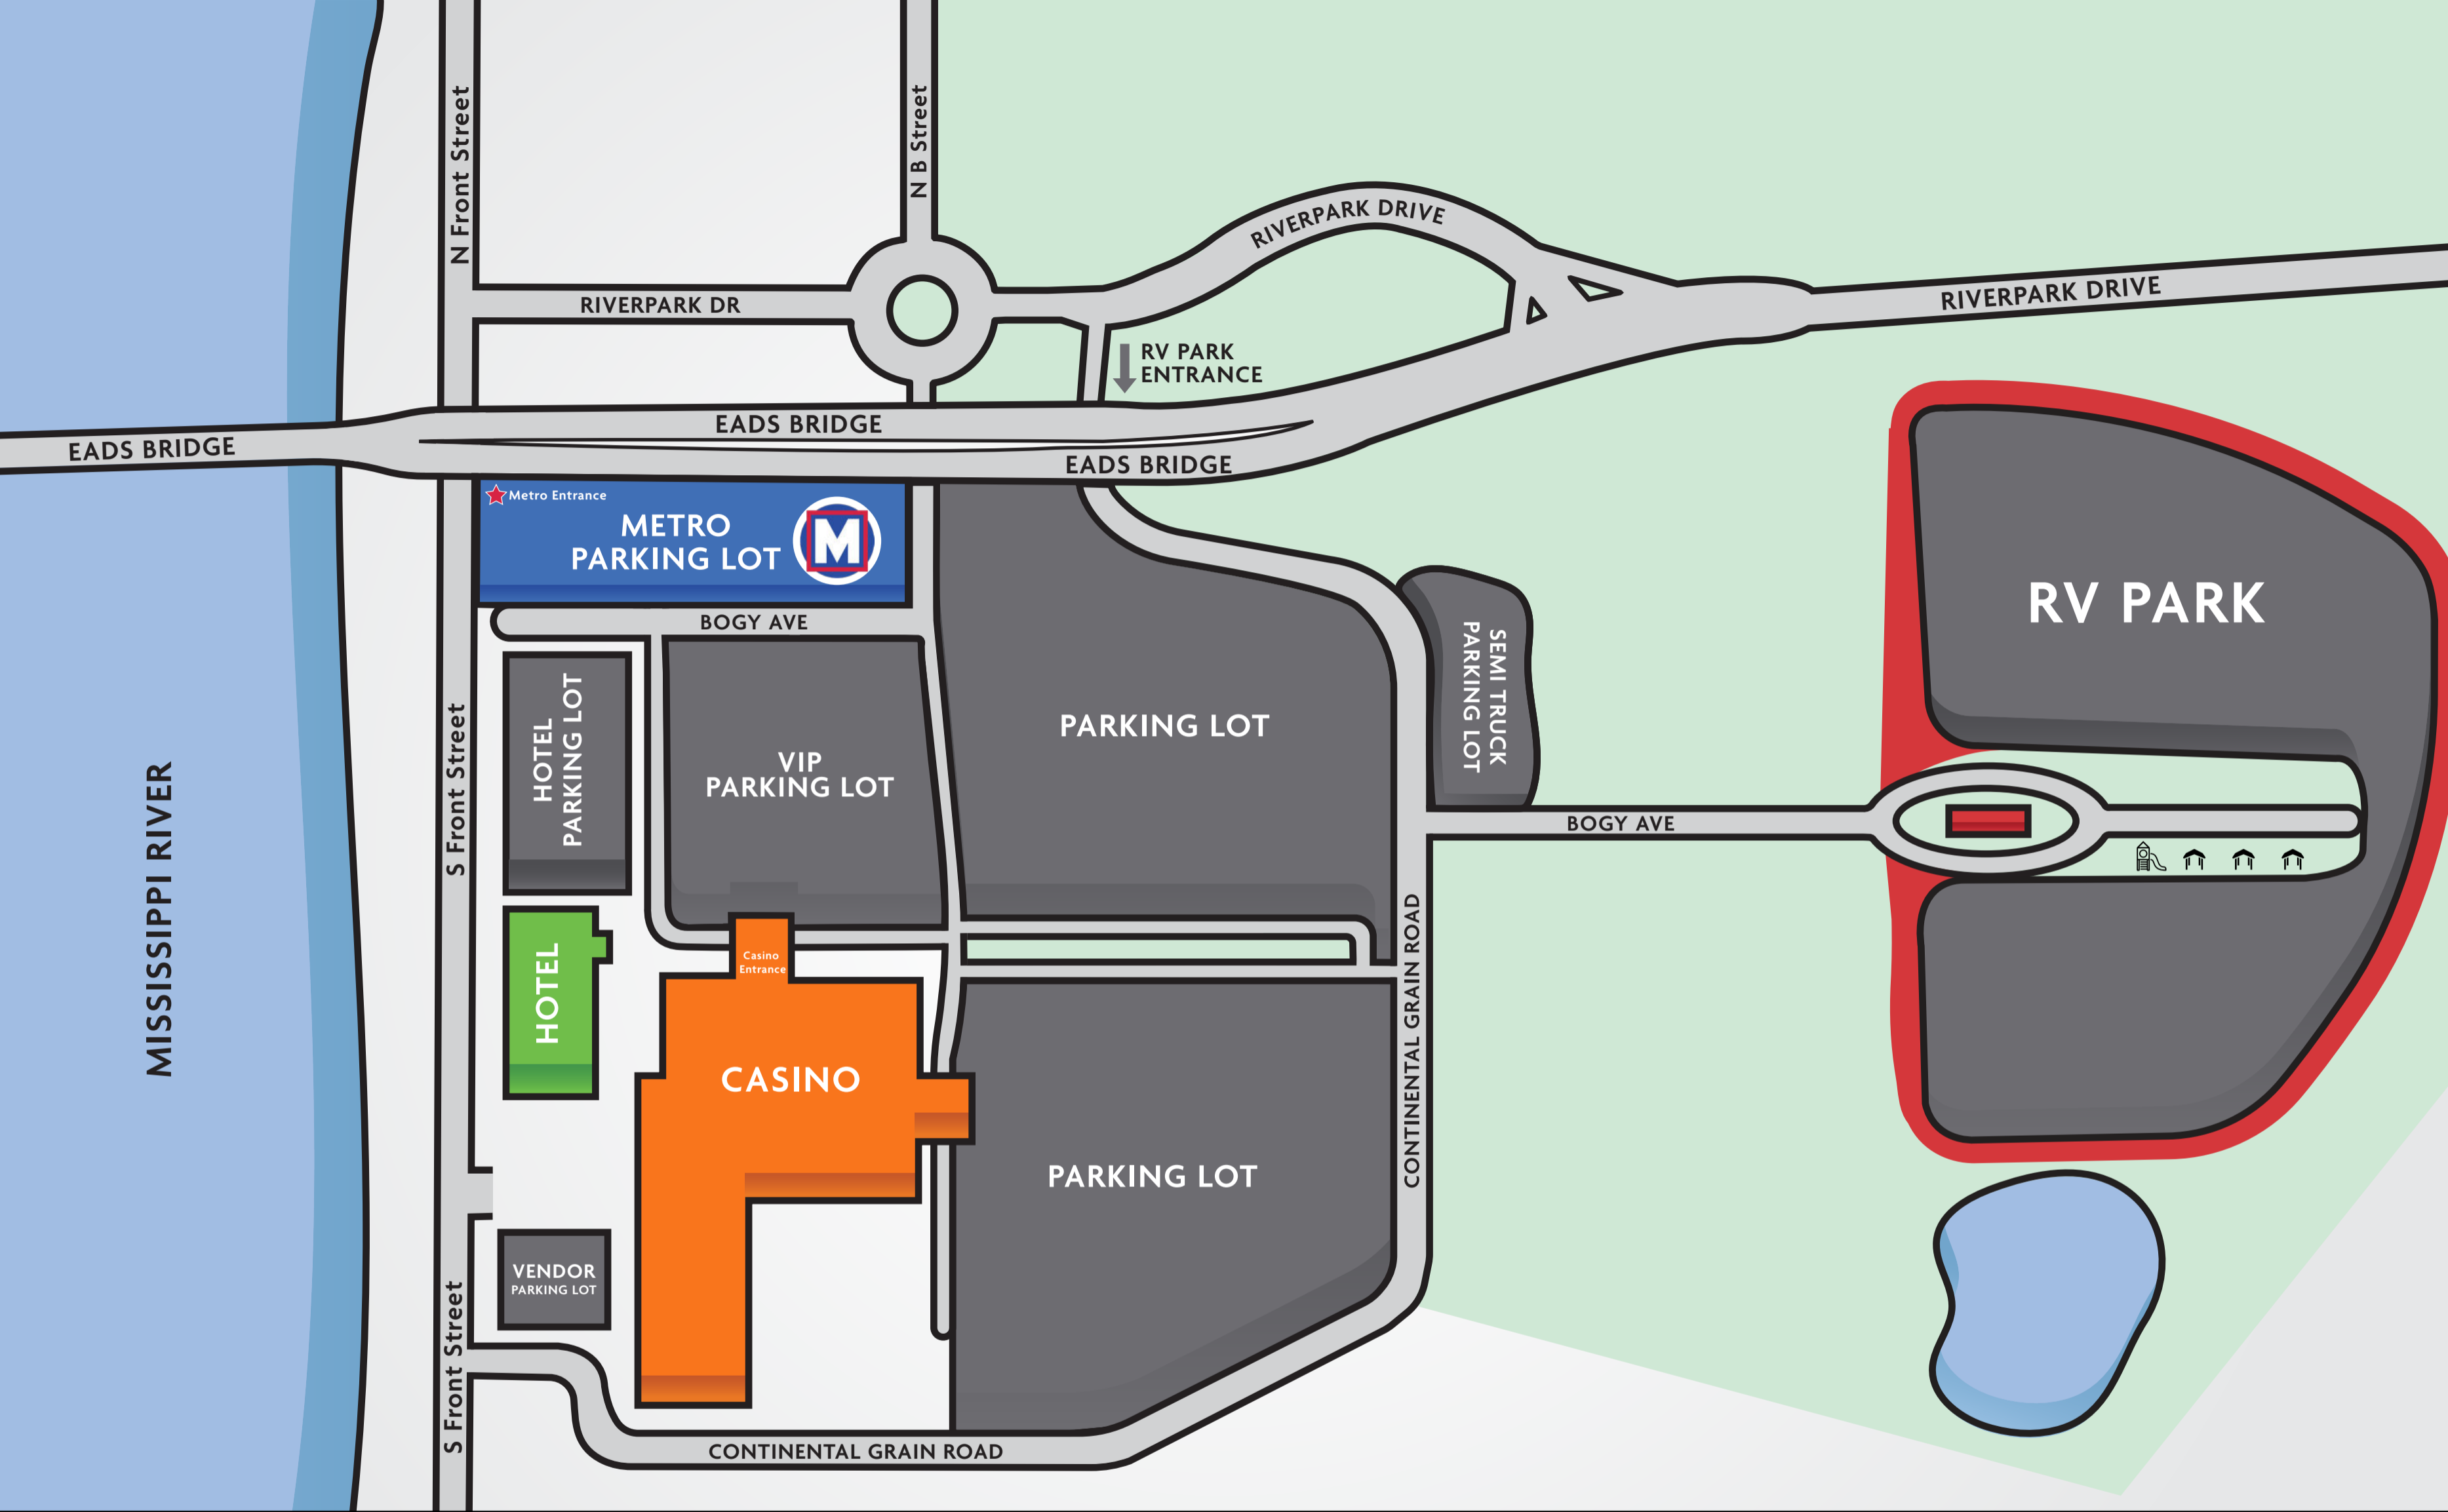 N Front Street
N B Street
RIVERPARK DRIVE
RIVERPARK DR
RIVERPARK DRIVE
RV PARK
ENTRANCE
EADS BRIDGE
EADS BRIDGE
EADS BRIDGE
Metro Entrance
METRO
PARKING LOT
M
BOGY AVE
HOTEL
PARKING LOT
VIP
PARKING LOT
PARKING LOT
SEMI TRUCK
PARKING LOT
RV PARK
BOGY AVE
S Front Street
MISSISSIPPI RIVER
HOTEL
Casino
Entrance
CASINO
PARKING LOT
CONTINENTAL GRAIN ROAD
VENDOR
PARKING LOT
S Front Street
CONTINENTAL GRAIN ROAD